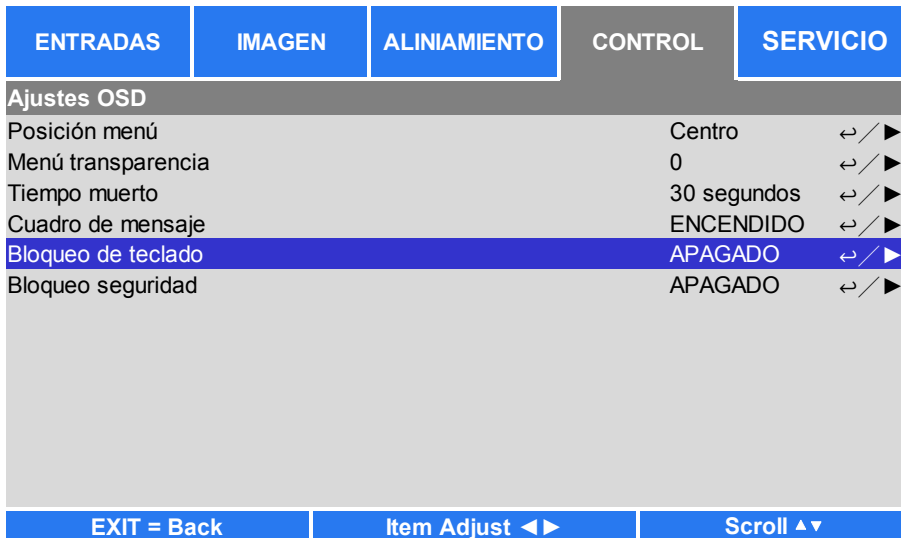 ENTRADAS IMAGEN ALINIAMIENTO CONTROL SERVICIO
Ajustes OSD
Posición menú Centro ↩／►
Menú transparencia 0 ↩／►
Tiempo muerto 30 segundos ↩／►
Cuadro de mensaje ENCENDIDO ↩／►
Bloqueo de teclado APAGADO ↩／►
Bloqueo seguridad APAGADO ↩／►
EXIT = Back Item Adjust ◄► Scroll ▲▼